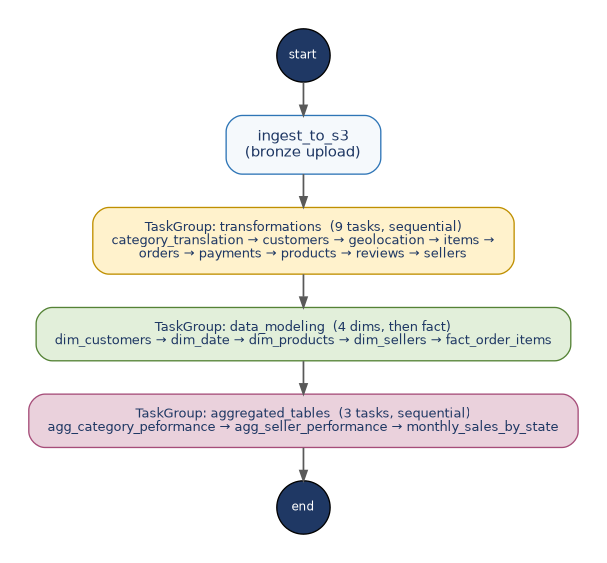 start
ingest_to_s3
(bronze upload)
TaskGroup: transformations  (9 tasks, sequential)
category_translation → customers → geolocation → items →
orders → payments → products → reviews → sellers
TaskGroup: data_modeling  (4 dims, then fact)
dim_customers → dim_date → dim_products → dim_sellers → fact_order_items
TaskGroup: aggregated_tables  (3 tasks, sequential)
agg_category_peformance → agg_seller_performance → monthly_sales_by_state
end